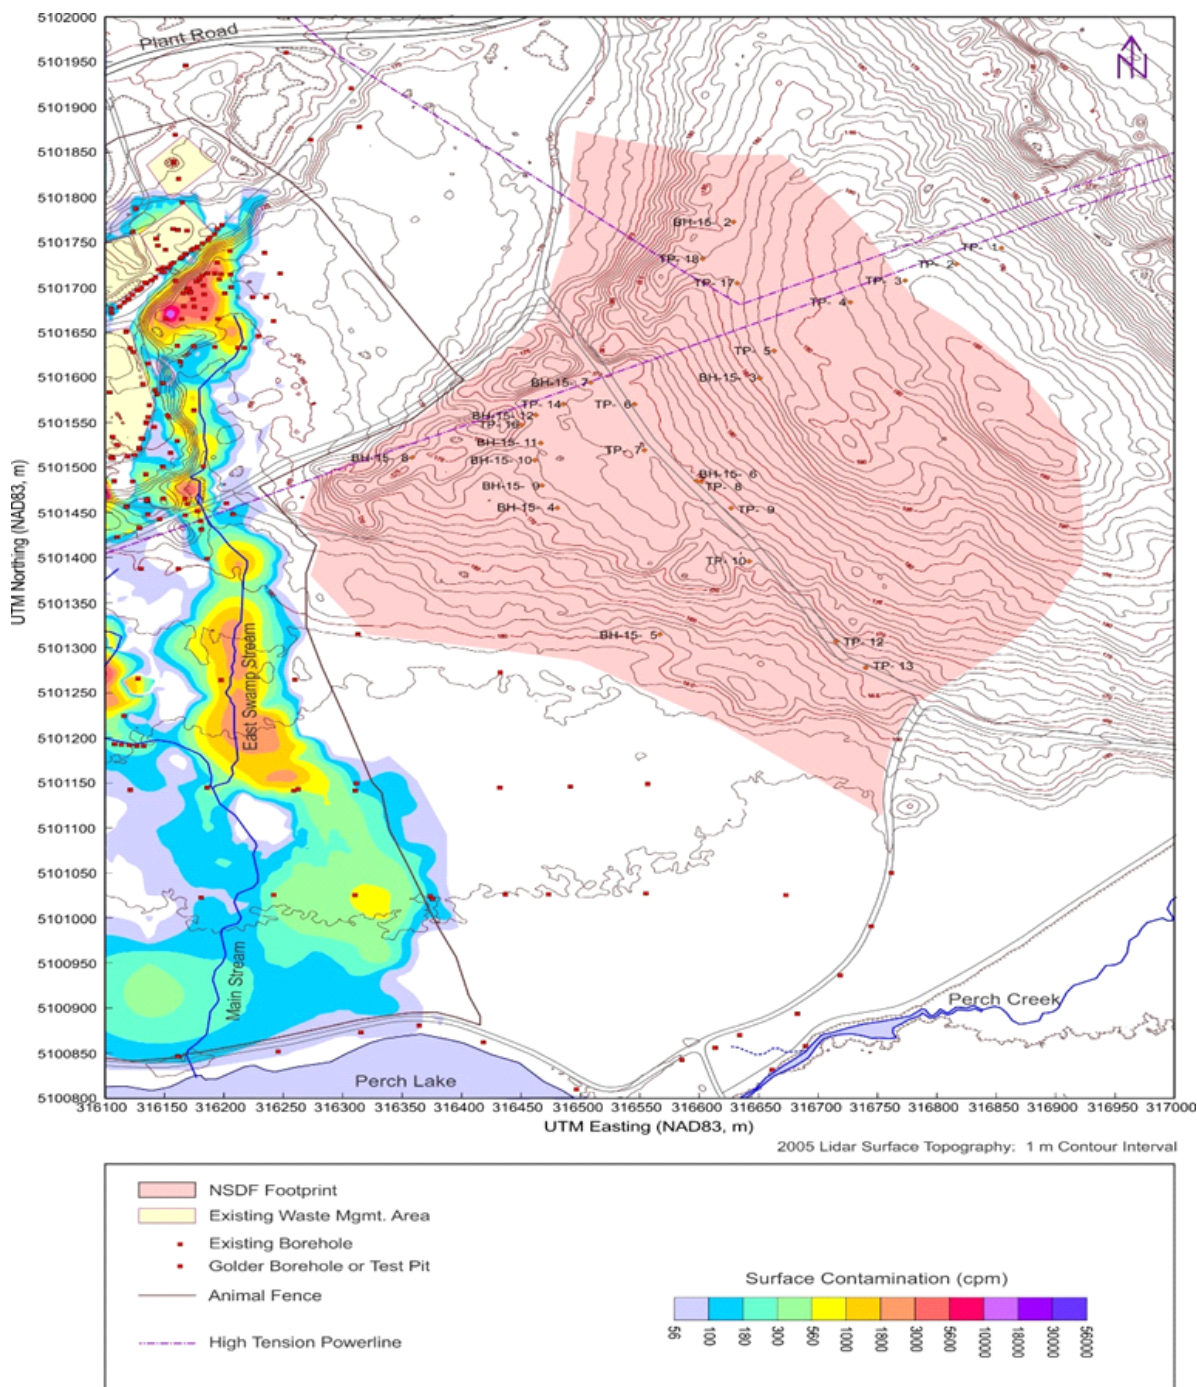 5102000
5101950
5101900
5101850
5101800
5101750
5101700
5101650
5101600
5101550
5101500
5101450
5101400
5101350
5101300
5101250
5101200
5101150
5101100
5101050
5101000
5100950
5100900
5100850
5100800
UTM Northing (NAD83, m)
Plant Road
N
BH-15- 2
TP- 18
TP- 17
TP- 1
TP- 2
TP- 3
TP- 4
TP- 5
BH-15- 3
BH-15- 7
TP- 14
TP- 6
BH-15- 12
BH-15- 11
TP- 7
BH-15- 8
BH-15- 10
BH-15- 6
TP- 8
BH-15- 9
BH-15- 4
TP- 9
TP- 10
BH-15- 5
TP- 12
TP- 13
East Swamp Stream
Main Stream
Perch Creek
Perch Lake
316100 316150 316200 316250 316300 316350 316400 316450 316500 316550 316600 316650 316700 316750 316800 316850 316900 316950 317000
UTM Easting (NAD83, m)
2005 Lidar Surface Topography: 1 m Contour Interval
NSDF Footprint
Existing Waste Mgmt. Area
Existing Borehole
Golder Borehole or Test Pit
Animal Fence
High Tension Powerline
Surface Contamination (cpm)
56 100 180 300 560 1000 1800 3000 5600 10000 18000 30000 56000